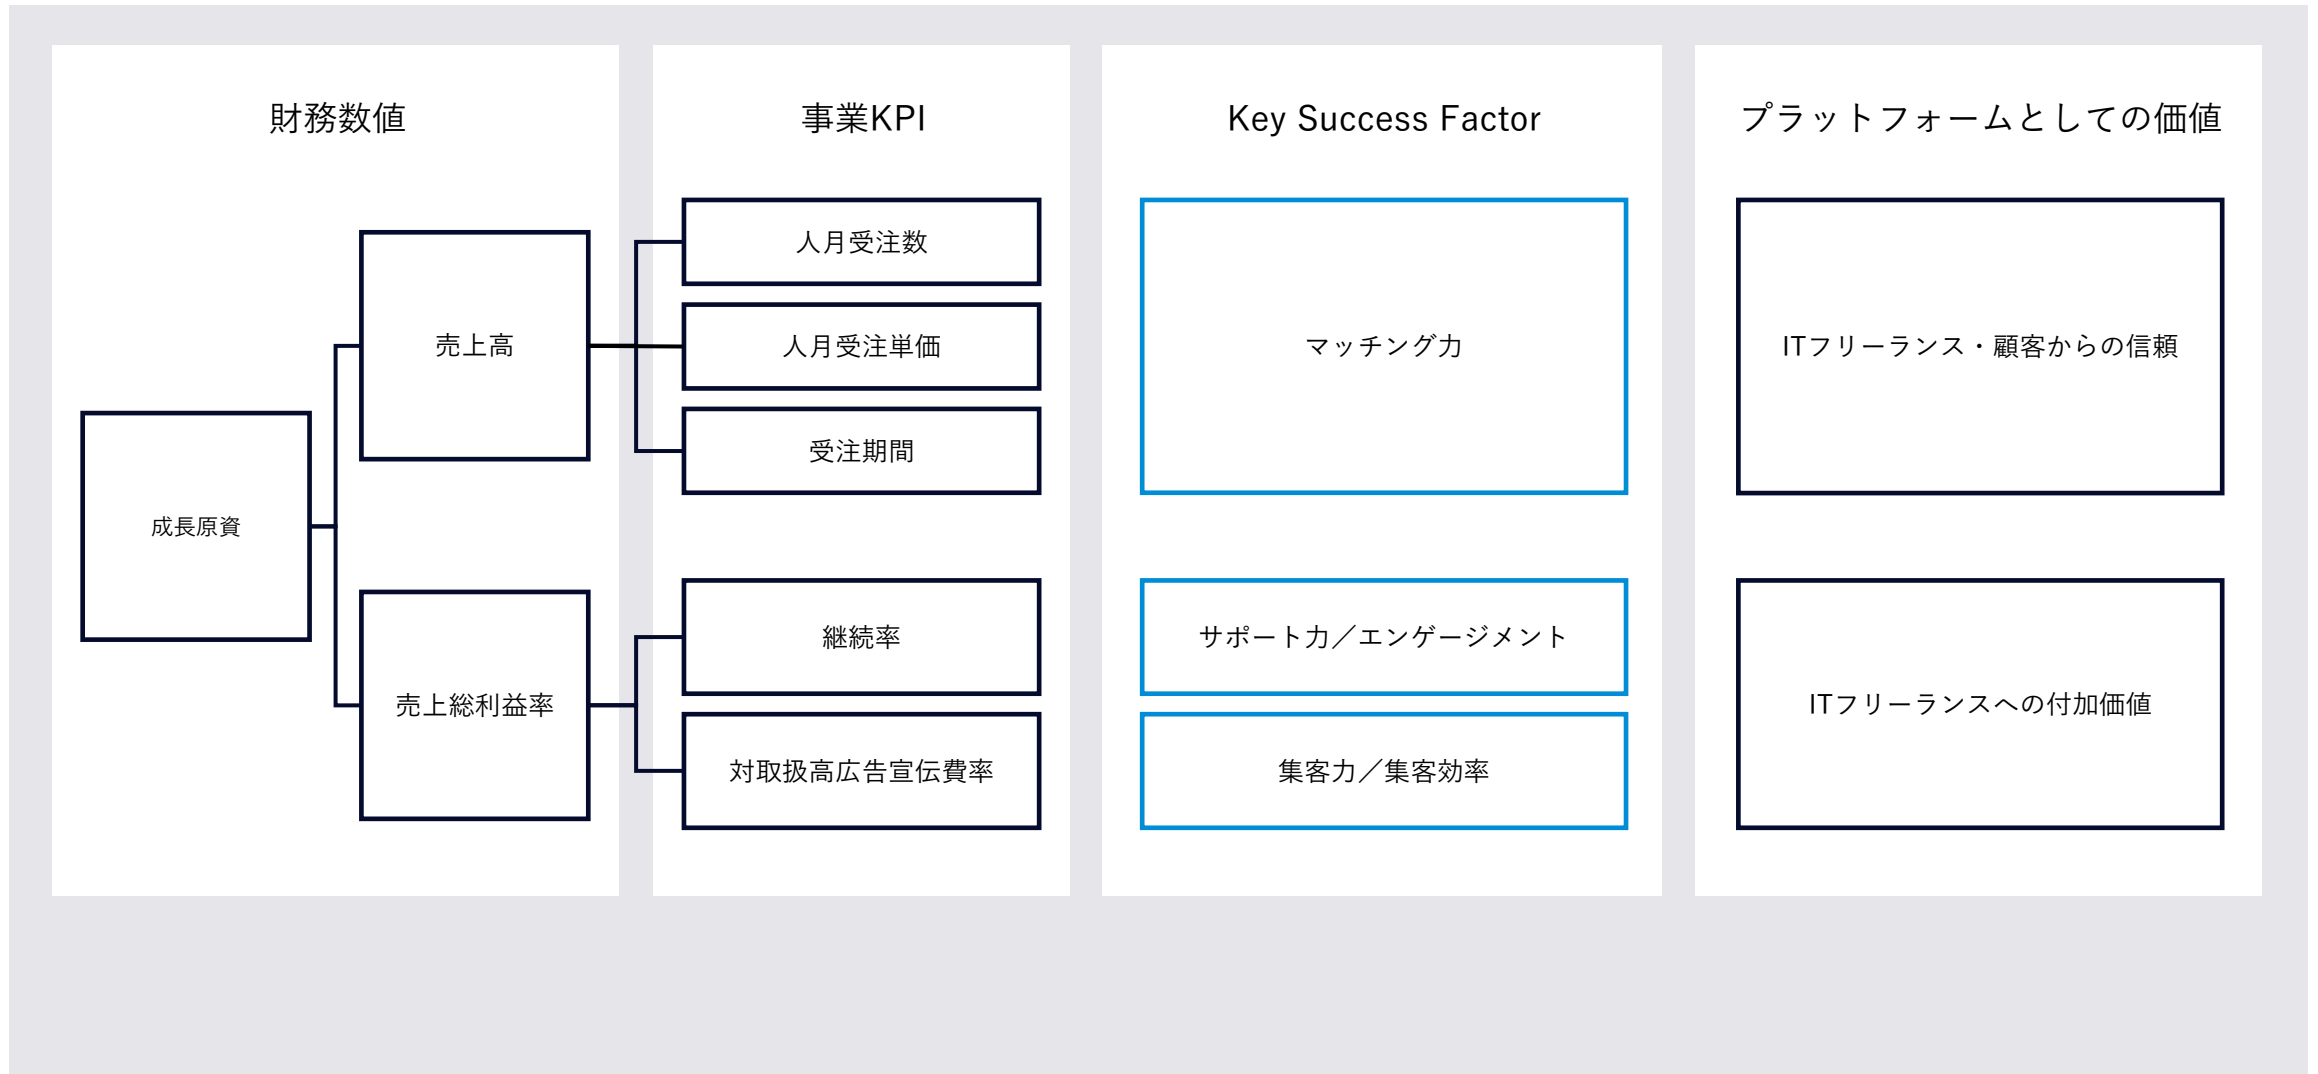 財務数値
成長原資
売上高
売上総利益率
事業KPI
人月受注数
人月受注単価
受注期間
継続率
対取扱高広告宣伝費率
Key Success Factor
マッチング力
サポート力／エンゲージメント
集客力／集客効率
プラットフォームとしての価値
ITフリーランス・顧客からの信頼
ITフリーランスへの付加価値